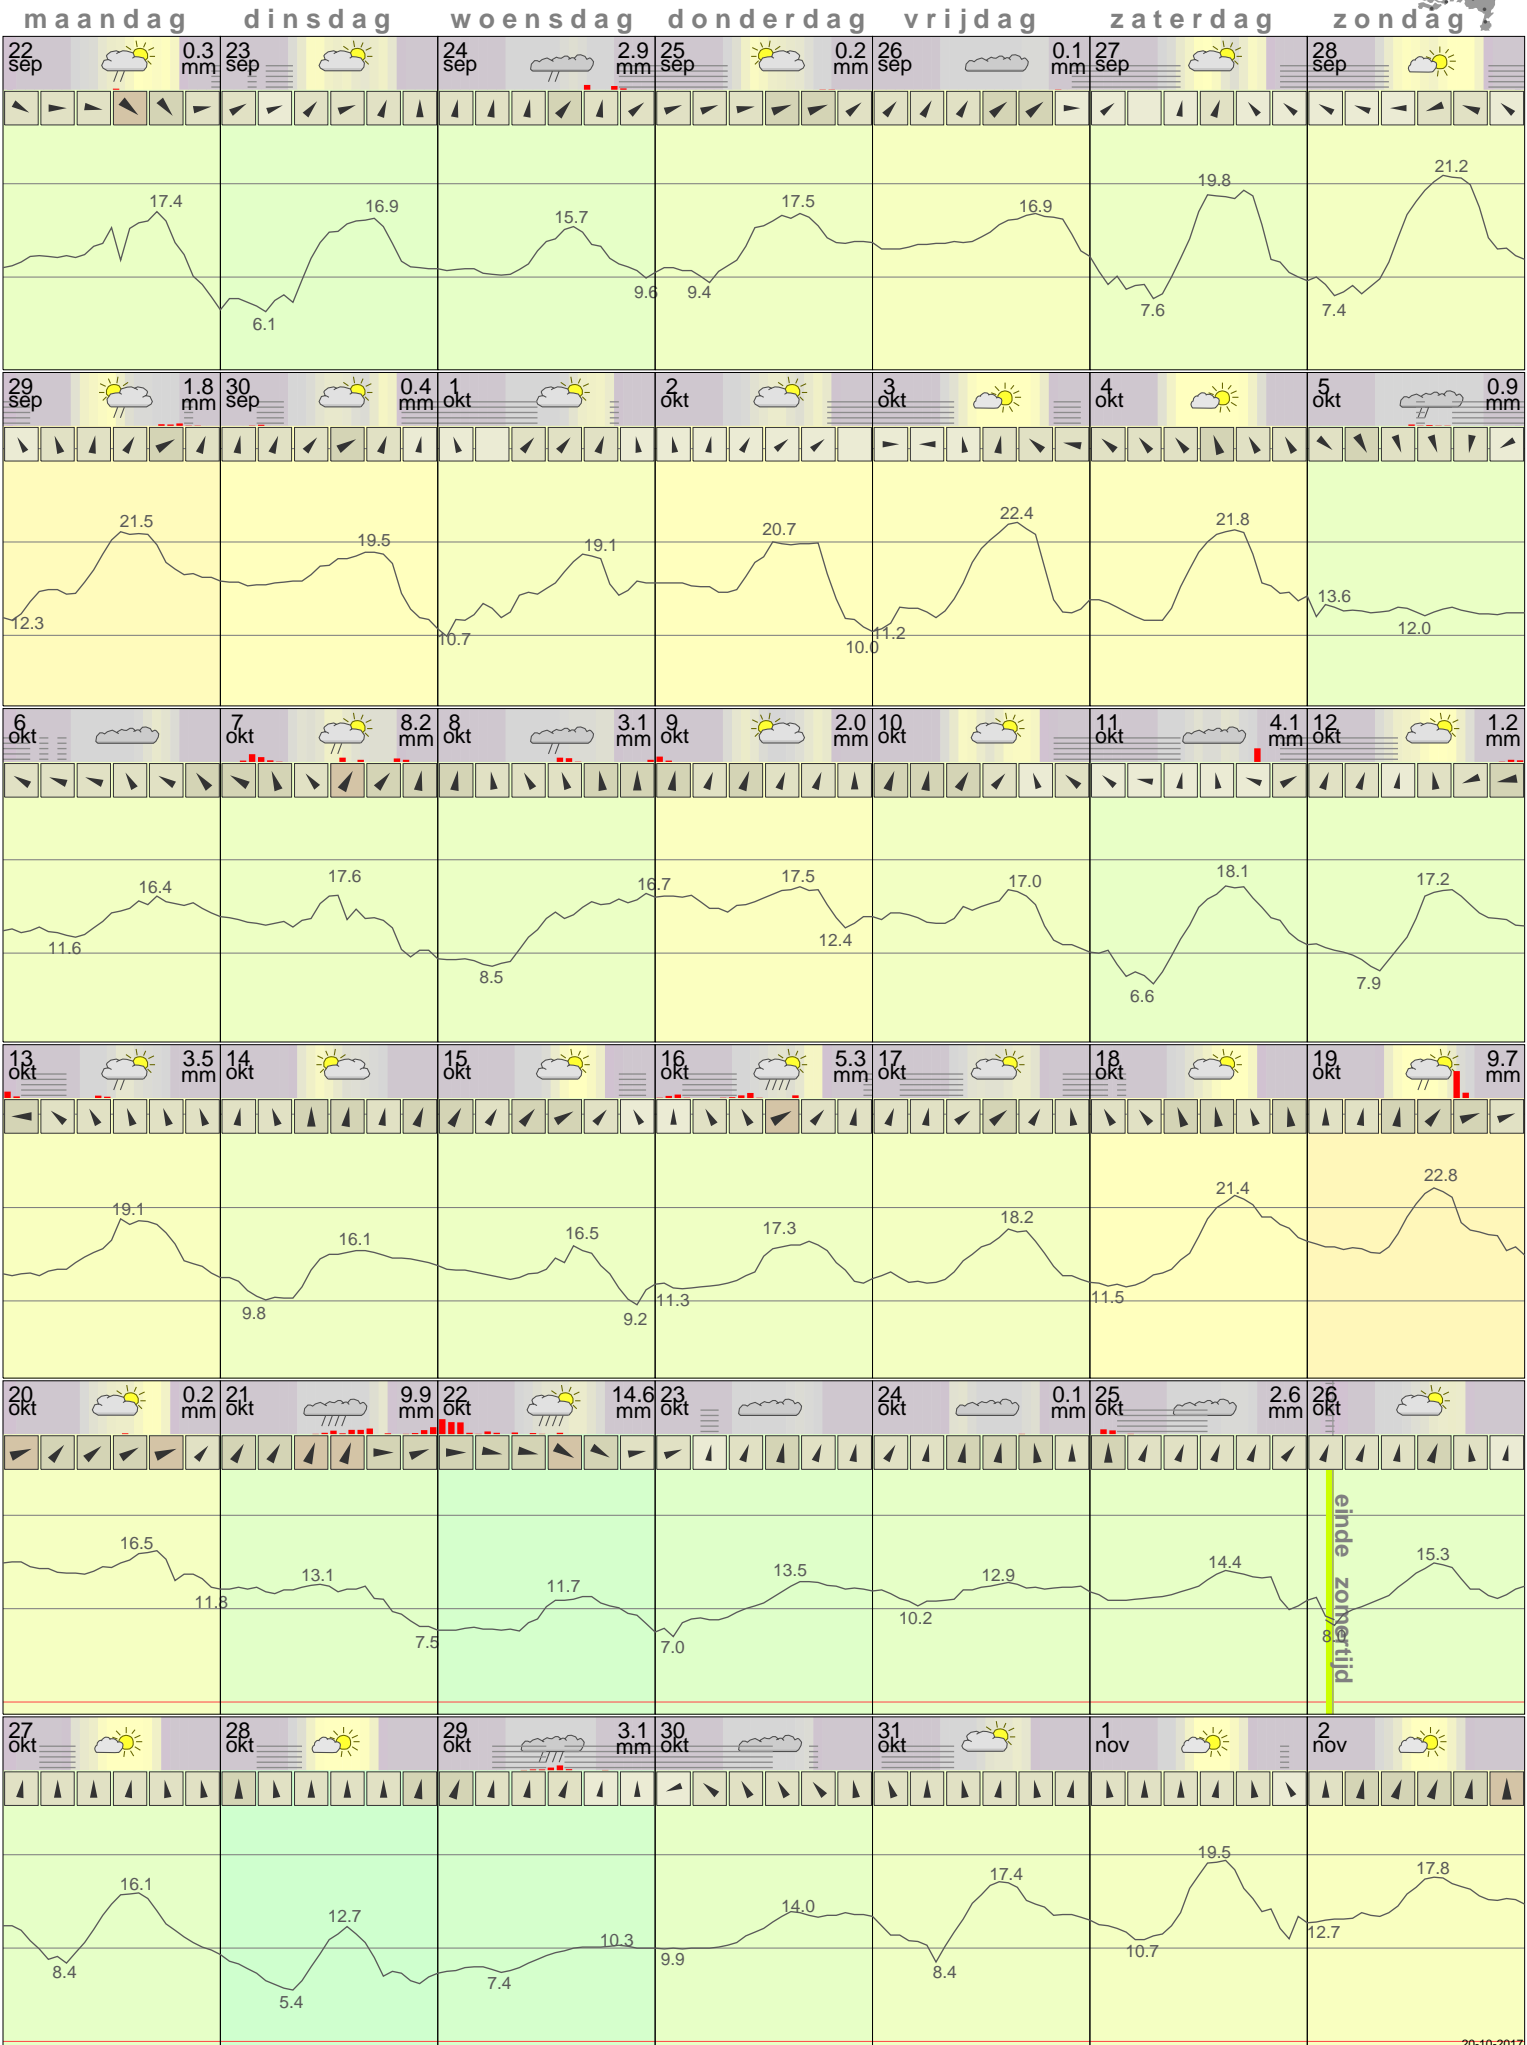 maandag dinsdag woensdag donderdag vrijdag zaterdag zondag
22 sep 0.3 mm 23 sep 24 sep 2.9 mm 25 sep 0.2 mm 26 sep 0.1 mm 27 sep 28 sep
17.4 6.1 16.9 15.7 9.6 9.4 17.5 16.9 7.6 19.8 7.4 21.2
29 sep 1.8 mm 30 sep 0.4 mm 1 okt 2 okt 3 okt 4 okt 5 okt 0.9 mm
12.3 21.5 19.5 10.7 19.1 20.7 10.0 11.2 22.4 21.8 13.6 12.0
6 okt 7 okt 8.2 mm 8 okt 3.1 mm 9 okt 2.0 mm 10 okt 11 okt 4.1 mm 12 okt 1.2 mm
11.6 16.4 17.6 8.5 16.7 17.5 12.4 17.0 6.6 18.1 7.9 17.2
13 okt 3.5 mm 14 okt 15 okt 16 okt 5.3 mm 17 okt 18 okt 19 okt 9.7 mm
19.1 9.8 16.1 16.5 9.2 11.3 17.3 18.2 11.5 21.4 22.8
20 okt 0.2 mm 21 okt 9.9 mm 22 okt 14.6 mm 23 okt 24 okt 0.1 mm 25 okt 2.6 mm 26 okt
16.5 11.8 13.1 7.5 11.7 7.0 13.5 10.2 12.9 14.4 15.3
einde zomertijd
27 okt 28 okt 29 okt 3.1 mm 30 okt 31 okt 1 nov 2 nov
8.4 16.1 5.4 12.7 7.4 10.3 9.9 14.0 8.4 17.4 10.7 19.5 12.7 17.8
20-10-2017